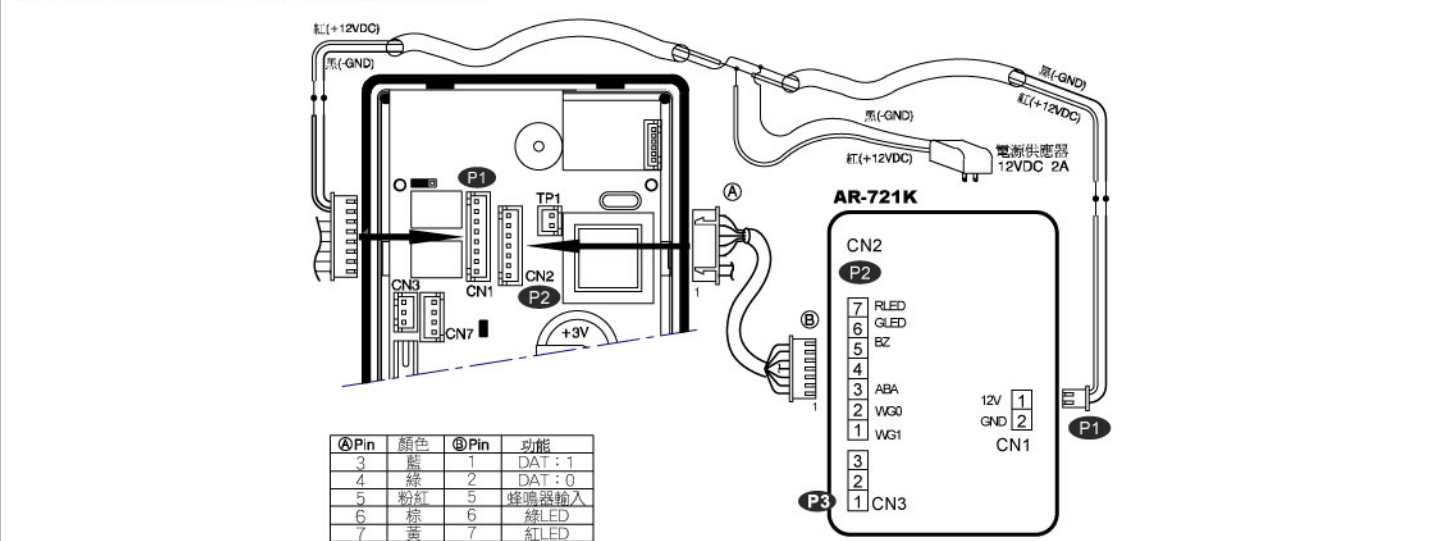 紅(+12VDC)
黑(-GND)
黑(-GND)
紅(+12VDC)
黑(-GND)
紅(+12VDC)
電源供應器
12VDC 2A
P1
TP1
A
CN3
CN1
CN2
P2
CN7
+3V
1
B
1
AR-721K
CN2
P2
7 RLED
6 GLED
5 BZ
4
3 ABA
2 WG0
1 WG1
12V 1
GND 2
CN1
P1
3
2
P3 1 CN3
ⒶPin 顏色 ⒷPin 功能
3 藍 1 DAT：1
4 綠 2 DAT：0
5 粉紅 5 蜂鳴器輸入
6 棕 6 綠LED
7 黃 7 紅LED